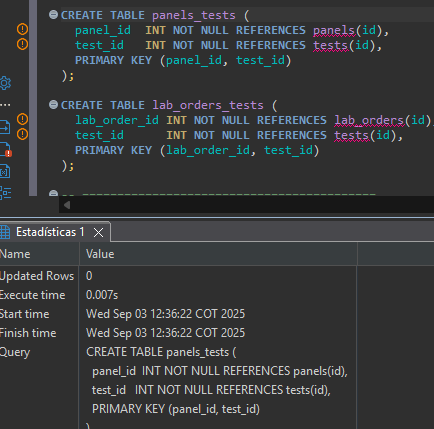 CREATE TABLE panels_tests (
panel_id INT NOT NULL REFERENCES panels(id),
test_id INT NOT NULL REFERENCES tests(id),
PRIMARY KEY (panel_id, test_id)
);
CREATE TABLE lab_orders_tests (
lab_order_id INT NOT NULL REFERENCES lab_orders(id)
test_id INT NOT NULL REFERENCES tests(id),
PRIMARY KEY (lab_order_id, test_id)
);
Estadísticas 1
Name Value
Updated Rows 0
Execute time 0.007s
Start time Wed Sep 03 12:36:22 COT 2025
Finish time Wed Sep 03 12:36:22 COT 2025
Query CREATE TABLE panels_tests (
panel_id INT NOT NULL REFERENCES panels(id),
test_id INT NOT NULL REFERENCES tests(id),
PRIMARY KEY (panel_id, test_id)
)